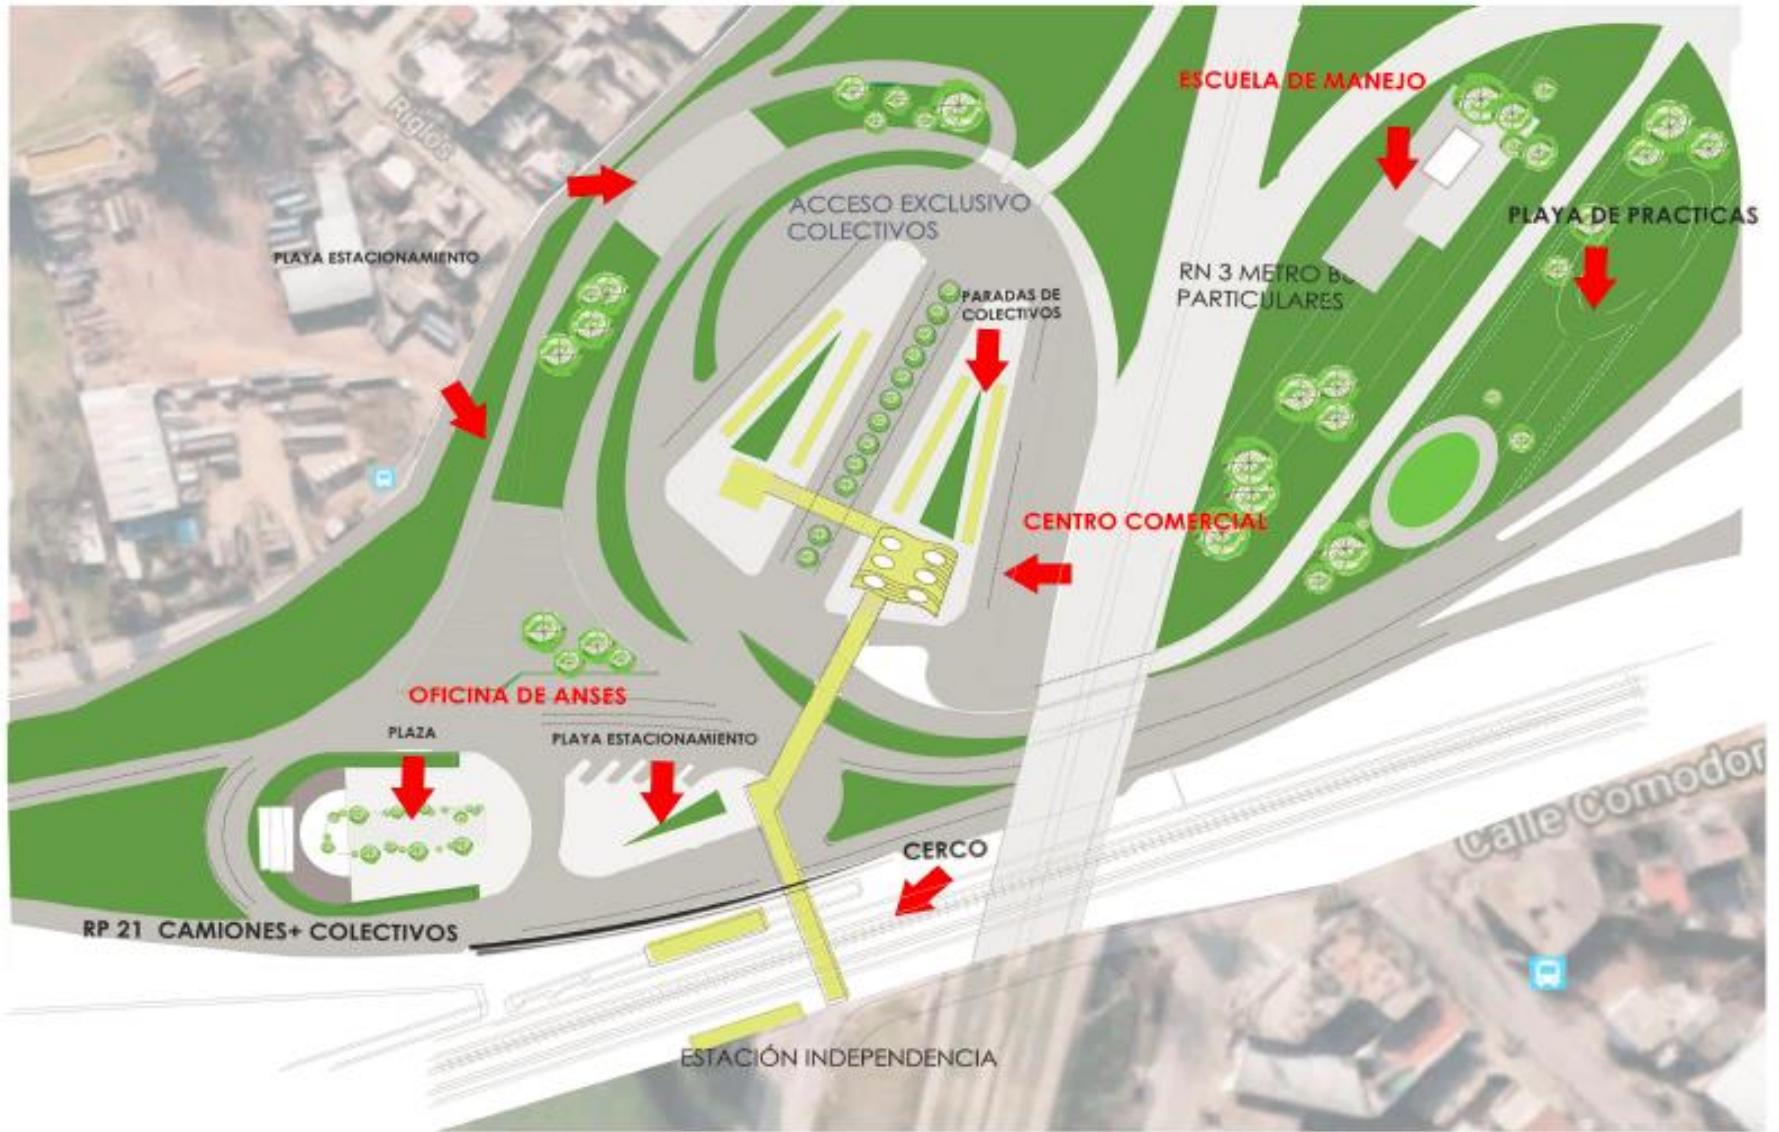 ESCUELA DE MANEJO
Riglos
ACCESO EXCLUSIVO
COLECTIVOS
PLAYA DE PRACTICAS
PLAYA ESTACIONAMIENTO
RN 3 METRO BU
PARTICULARES
PARADAS DE
COLECTIVOS
CENTRO COMERCIAL
OFICINA DE ANSES
PLAZA
PLAYA ESTACIONAMIENTO
Calle Comodor
CERCO
RP 21 CAMIONES+ COLECTIVOS
ESTACIÓN INDEPENDENCIA